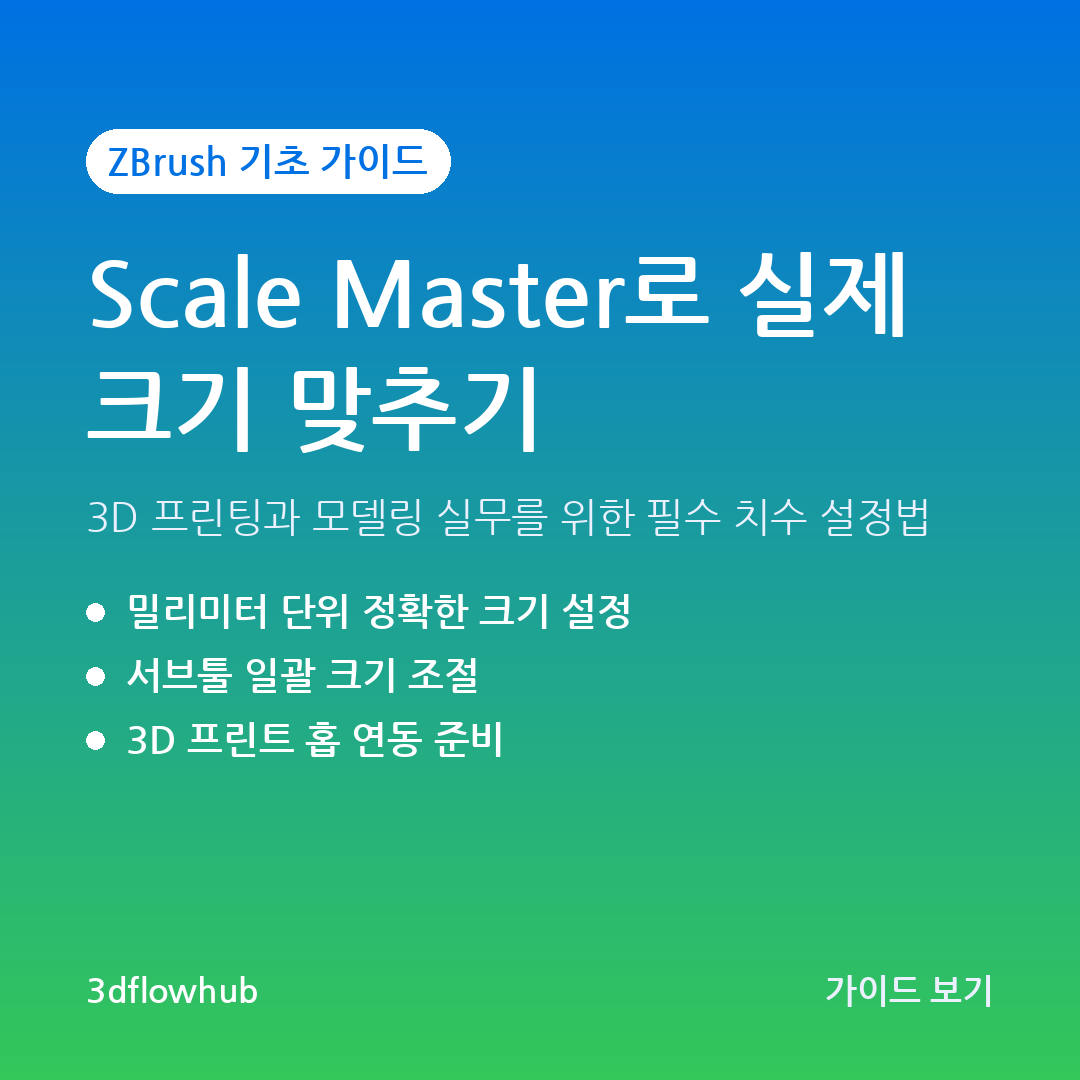 ZBrush 기초 가이드
Scale Master로 실제
크기 맞추기
3D 프린팅과 모델링 실무를 위한 필수 치수 설정법
밀리미터 단위 정확한 크기 설정
서브툴 일괄 크기 조절
3D 프린트 홉 연동 준비
3dflowhub
가이드 보기